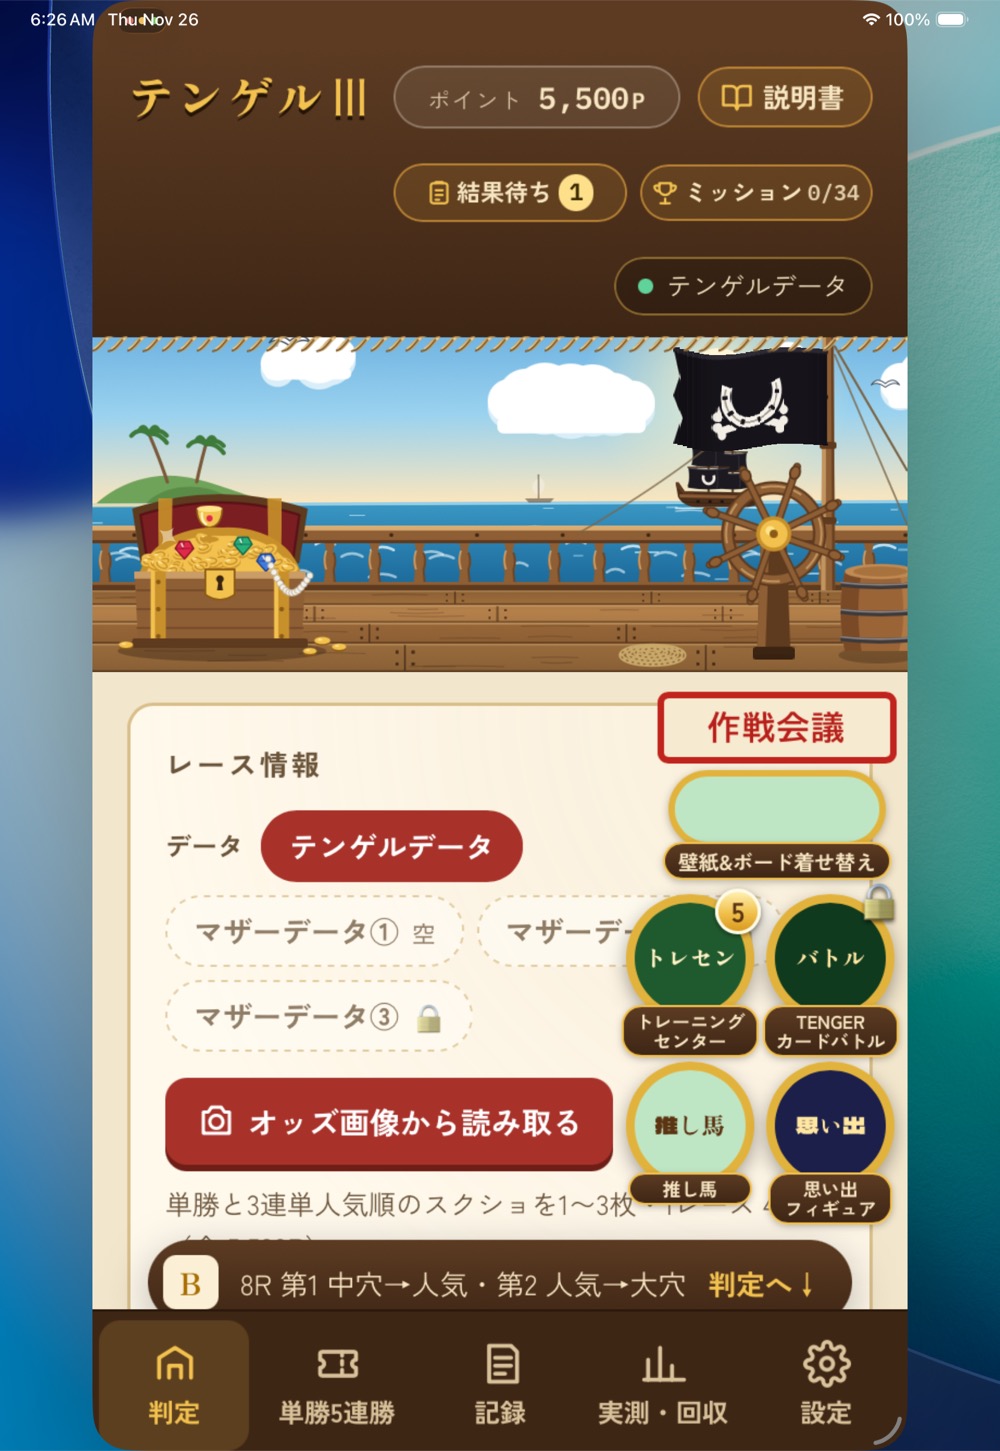 6:26 AM Thu Nov 26
100%
テンゲルⅢ
ポイント 5,500P
説明書
結果待ち 1
ミッション 0/34
テンゲルデータ
作戦会議
レース情報
壁紙&ボード着せ替え
データ テンゲルデータ
マザーデータ① 空
マザーデー
5
トレセン
バトル
マザーデータ③
トレーニング
センター
TENGER
カードバトル
オッズ画像から読み取る
推し馬
思い出
推し馬
思い出
フィギュア
単勝と3連単人気順のスクショを1〜3枚・1レース
B 8R 第1 中穴→人気・第2 人気→大穴 判定へ↓
判定
単勝5連勝
記録
実測・回収
設定